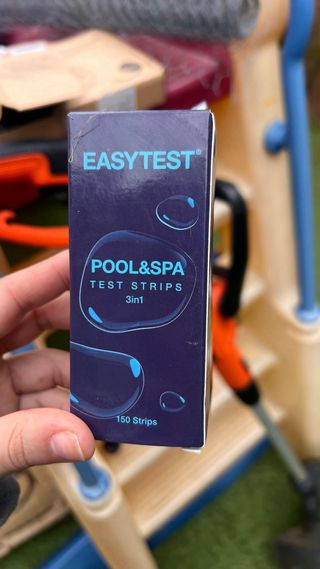 EASYTEST®
POOL&SPA
TEST STRIPS
3in1
150 Strips